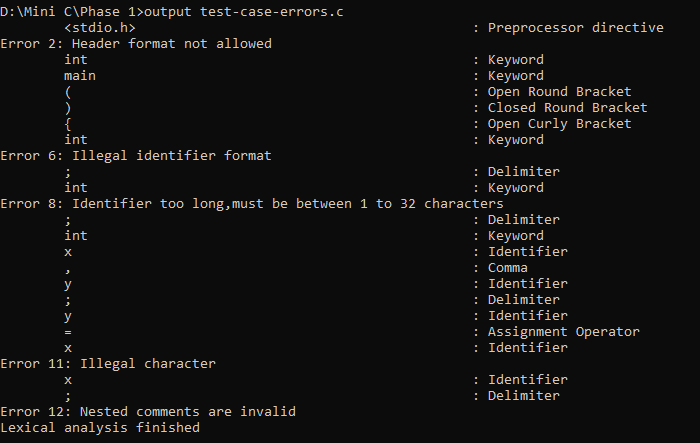 D:\Mini C\Phase 1>output test-case-errors.c
<stdio.h> : Preprocessor directive
Error 2: Header format not allowed
int : Keyword
main : Keyword
( : Open Round Bracket
) : Closed Round Bracket
{ : Open Curly Bracket
int : Keyword
Error 6: Illegal identifier format
; : Delimiter
int : Keyword
Error 8: Identifier too long,must be between 1 to 32 characters
; : Delimiter
int : Keyword
x : Identifier
, : Comma
y : Identifier
; : Delimiter
y : Identifier
= : Assignment Operator
x : Identifier
Error 11: Illegal character
x : Identifier
; : Delimiter
Error 12: Nested comments are invalid
Lexical analysis finished